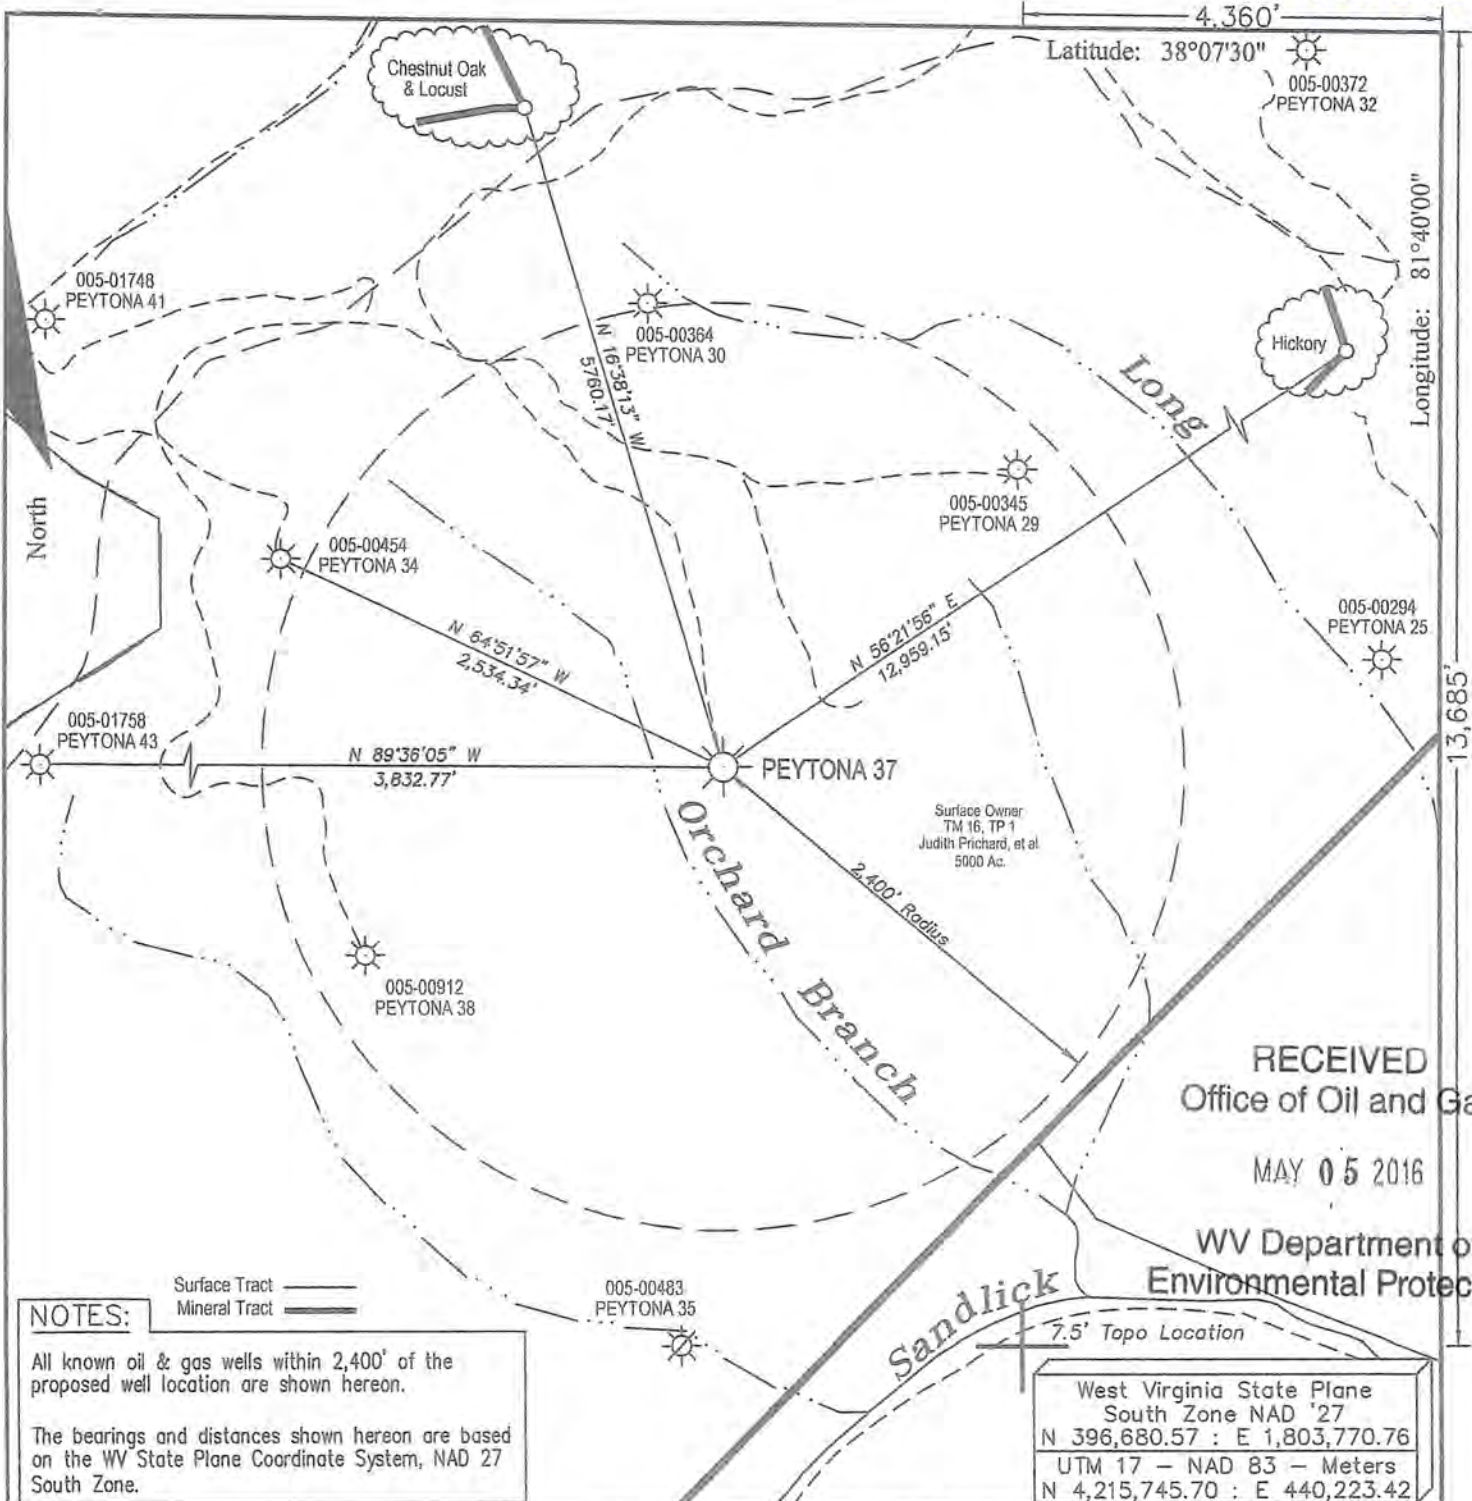 4,360'
Latitude: 38°07'30"
005-00372
PEYTONA 32
Chestnut Oak
& Locust
Longitude: 81°40'00"
005-01748
PEYTONA 41
005-00364
PEYTONA 30
N 16°38'13" W
5760.17'
Hickory
Long
North
005-00345
PEYTONA 29
005-00454
PEYTONA 34
005-00294
PEYTONA 25
N 64°51'57" W
2,534.34'
N 56°21'56" E
12,959.15'
13,685'
005-01758
PEYTONA 43
N 89°36'05" W
3,832.77'
PEYTONA 37
Surface Owner
TM 16, TP 1
Judith Prichard, et al
5000 Ac.
2,400' Radius
Orchard Branch
005-00912
PEYTONA 38
RECEIVED
Office of Oil and Ga
MAY 05 2016
WV Department o
Environmental Protec
Surface Tract
Mineral Tract
005-00483
PEYTONA 35
Sandlick
7.5' Topo Location
NOTES:
All known oil & gas wells within 2,400' of the
proposed well location are shown hereon.
The bearings and distances shown hereon are based
on the WV State Plane Coordinate System, NAD 27
South Zone.
West Virginia State Plane
South Zone NAD '27
N 396,680.57 : E 1,803,770.76
UTM 17 - NAD 83 - Meters
N 4,215,745.70 : E 440,223.42